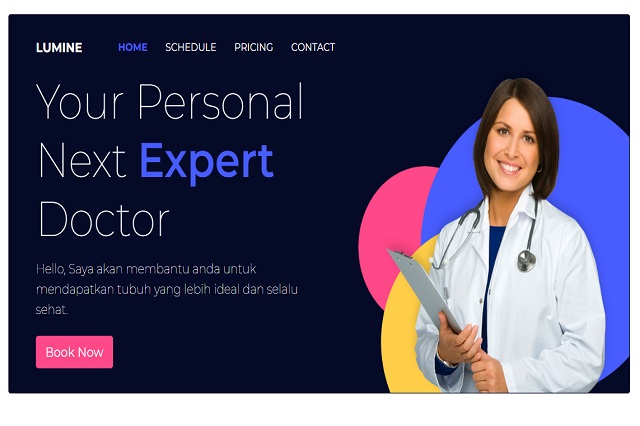 LUMINE HOME SCHEDULE PRICING CONTACT
Your Personal
Next Expert
Doctor
Hello, Saya akan membantu anda untuk
mendapatkan tubuh yang lebih ideal dan selalu
sehat.
Book Now